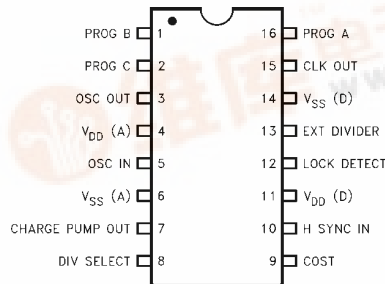 PROG B 1 16 PROG A
PROG C 2 15 CLK OUT
OSC OUT 3 14 VSS (D)
VDD (A) 4 13 EXT DIVIDER
OSC IN 5 12 LOCK DETECT
VSS (A) 6 11 VDD (D)
CHARGE PUMP OUT 7 10 H SYNC IN
DIV SELECT 8 9 COST